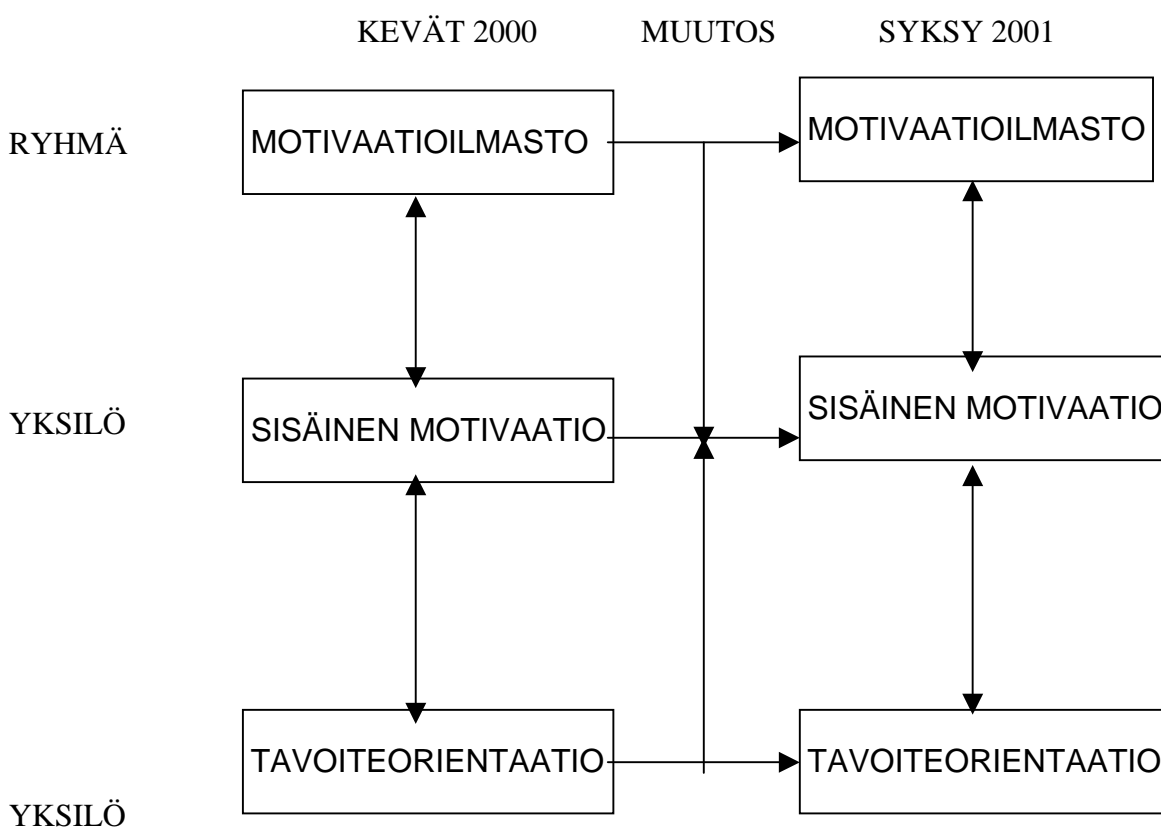 KEVÄT 2000 MUUTOS SYKSY 2001
RYHMÄ MOTIVAATIOILMASTO MOTIVAATIOILMASTO
YKSILÖ SISÄINEN MOTIVAATIO SISÄINEN MOTIVAATIO
TAVOITEORIENTAATIO TAVOITEORIENTAATIO
YKSILÖ